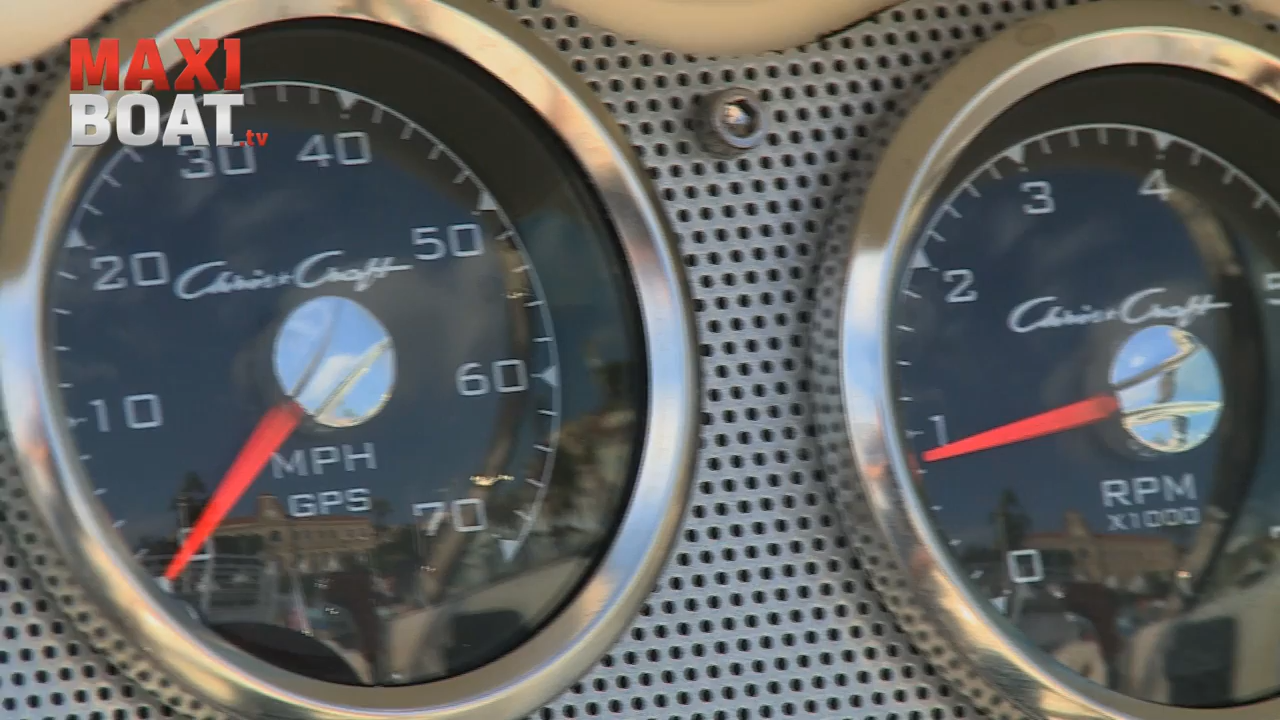 MAXI
BOAT.tv
30 40
20 50
Chris★Craft
10 60
MPH
GPS
70
3 4
2
Chris★Craft
1
RPM
X1000
0